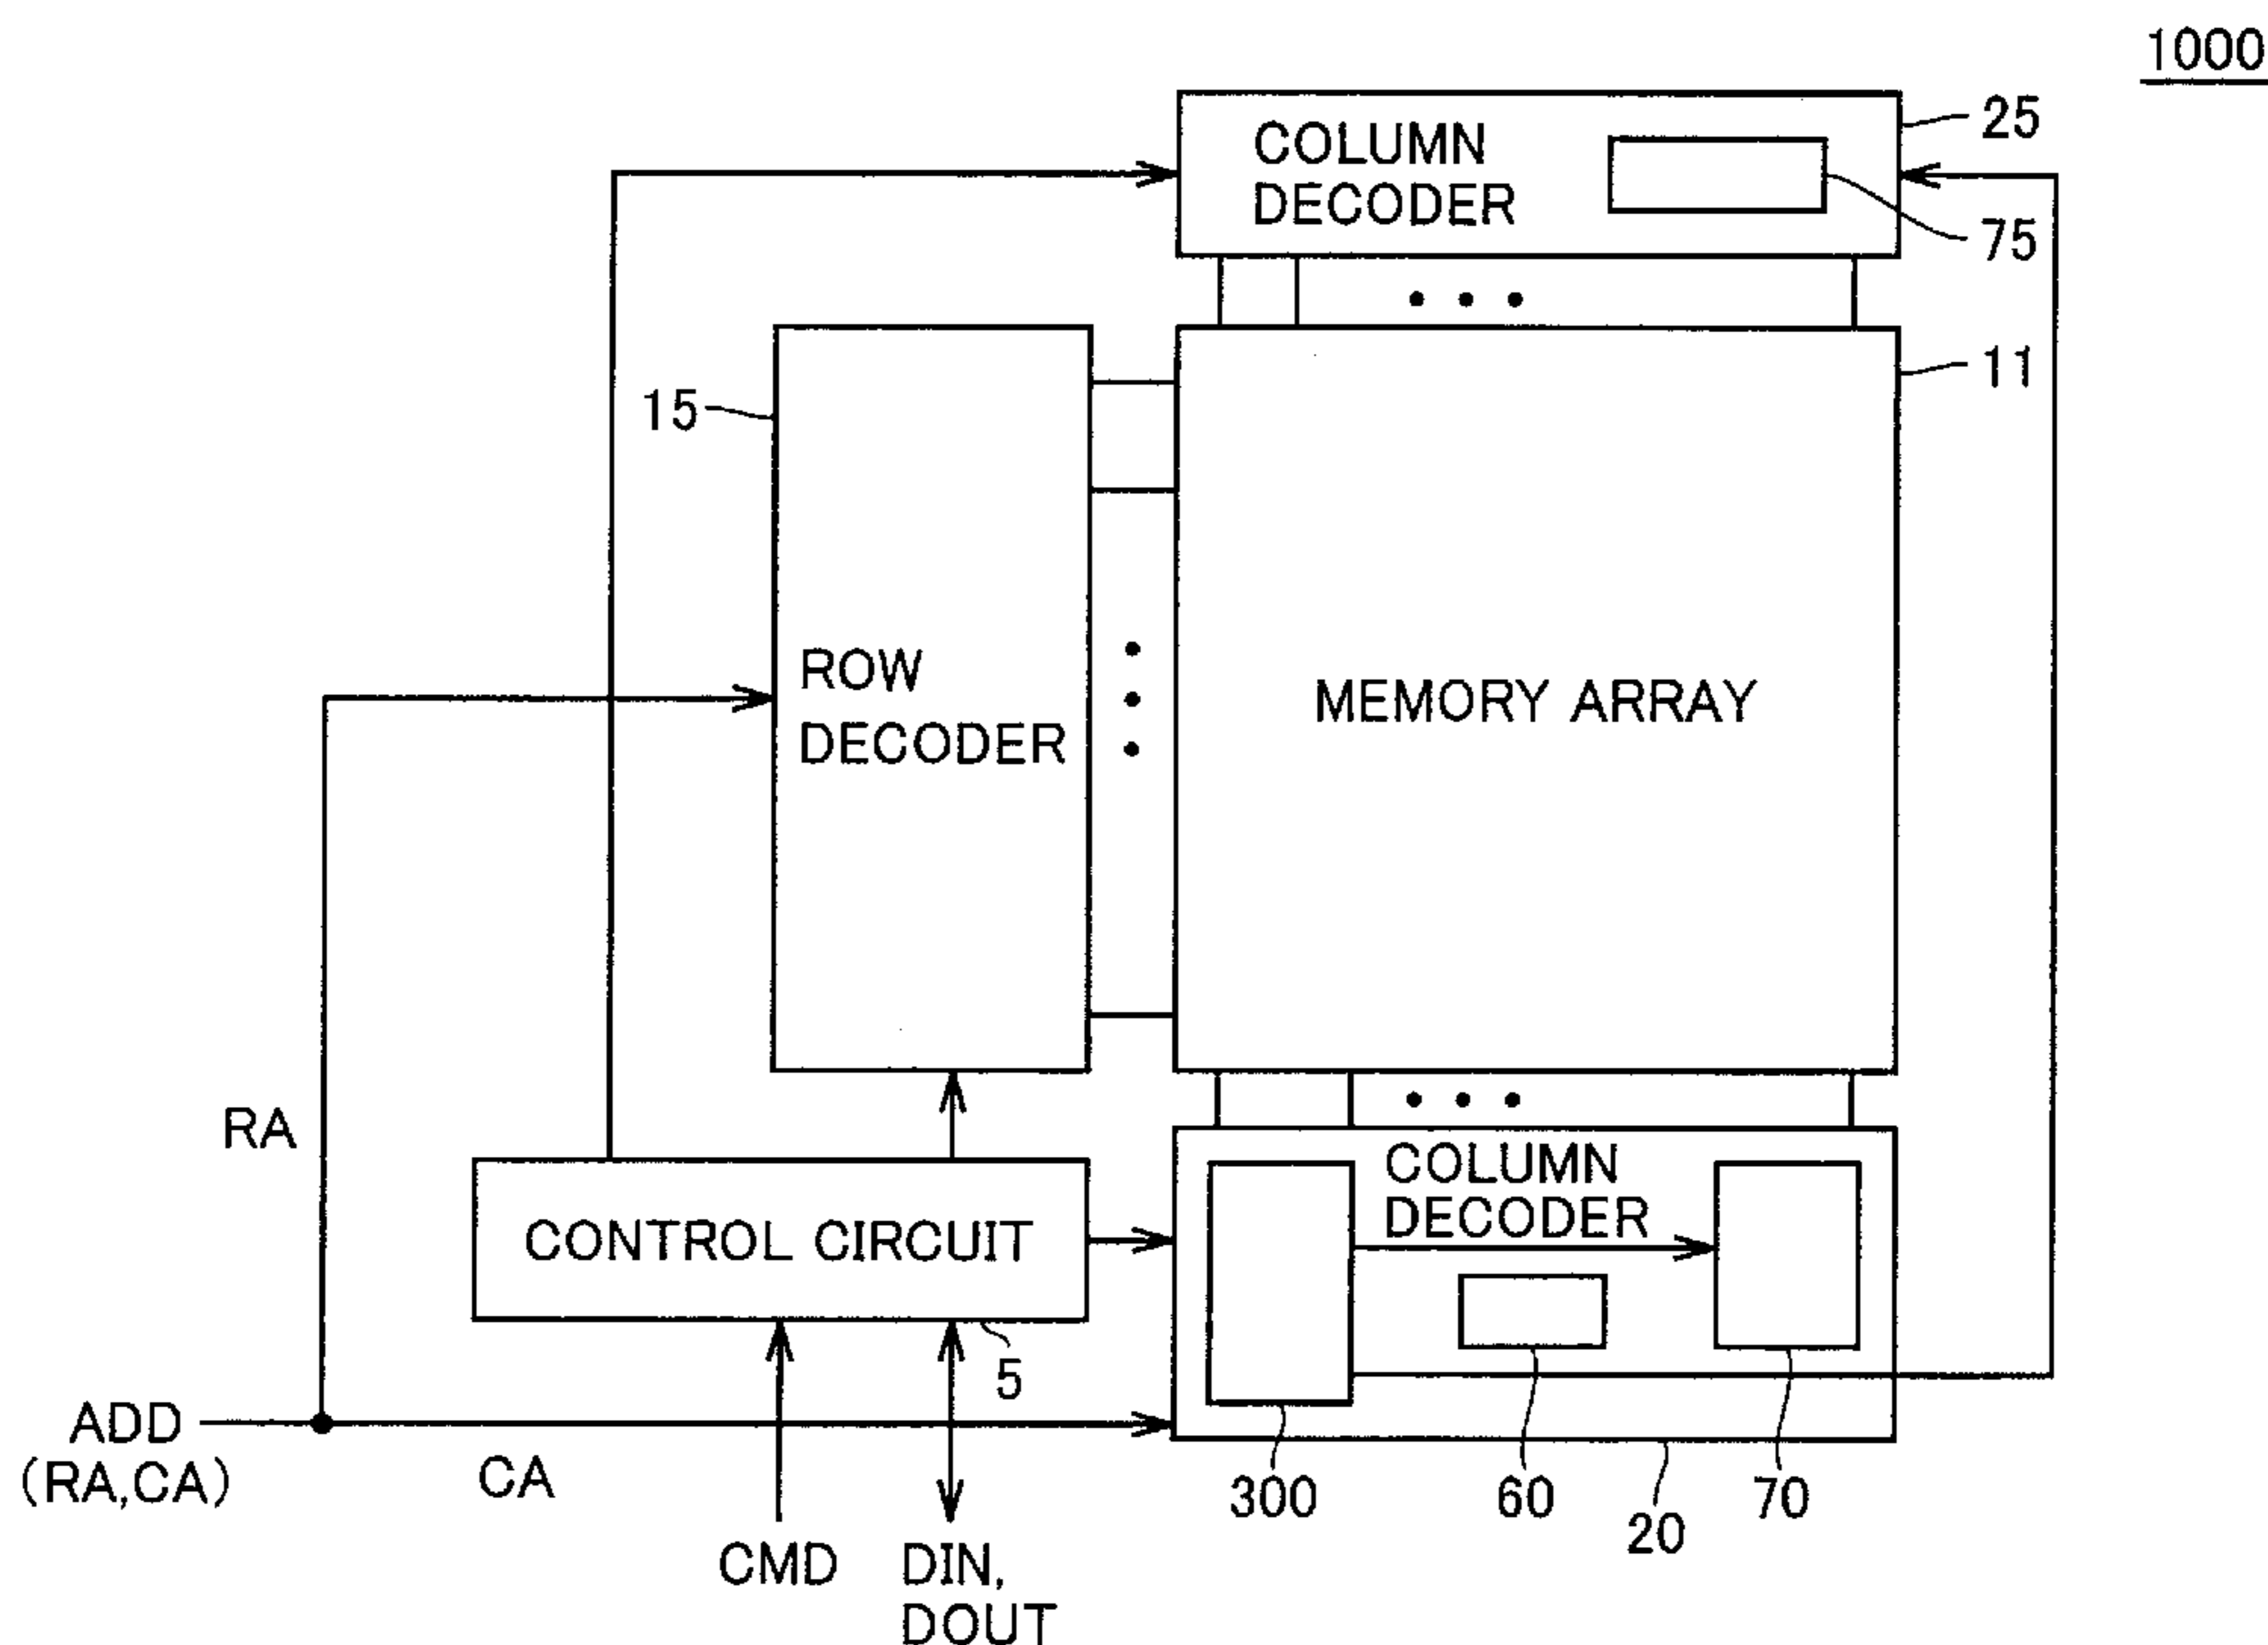 1000
COLUMN
DECODER
25
75
11
15
ROW
DECODER
MEMORY ARRAY
RA
COLUMN
DECODER
CONTROL CIRCUIT
5
ADD
(RA,CA)
CA
CMD
DIN,
DOUT
300
60
20
70